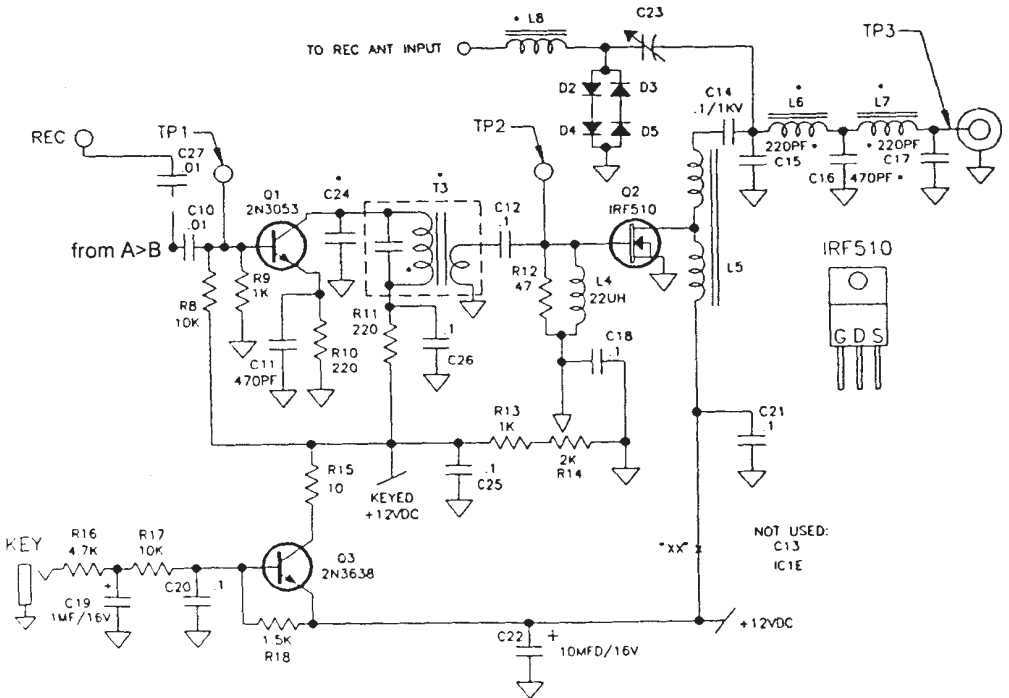 L8
C23
TP3
TO REC ANT INPUT
D2
D3
D4
D5
C14
.1/1KV
L6
L7
220PF
C15
C16
220PF
C17
470PF
REC
TP1
C27
.01
C10
.01
from A>B
Q1
2N3053
C24
T3
C12
.1
TP2
Q2
IRF510
L5
IRF510
G D S
R9
1K
R8
10K
C11
470PF
R10
220
R11
220
.1
C26
R12
47
L4
22UH
C18
.1
R13
1K
2K
R14
C21
.1
R15
10
KEYED
+12VDC
.1
C25
KEY
R16
4.7K
R17
10K
Q3
2N3638
+
C19
1MF/16V
C20
.1
1.5K
R18
C22
+
10MFD/16V
"XX"
x
NOT USED:
C13
IC1E
+12VDC